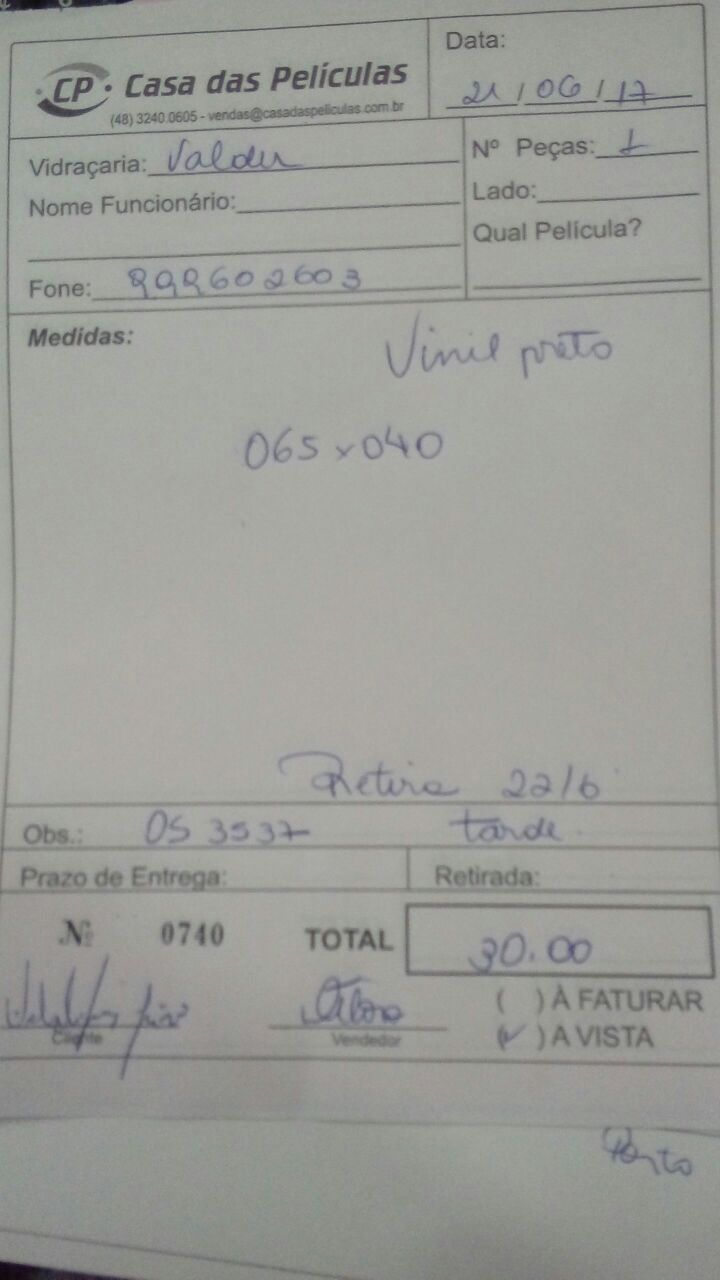 CP • Casa das Películas
(48) 3240.0605 - vendas@casadaspeliculas.com.br
Data:
21 / 06 / 17
Vidraçaria: Valdir
Nome Funcionário:
Fone: 999602603
Nº Peças: 1
Lado:
Qual Película?
Medidas:
Vinil preto
065 x 040
Retira 22/6
tarde
Obs.: OS 3537
Prazo de Entrega:
Retirada:
Nº 0740
TOTAL 30.00
( ) À FATURAR
(✓) A VISTA
Cliente
Vendedor